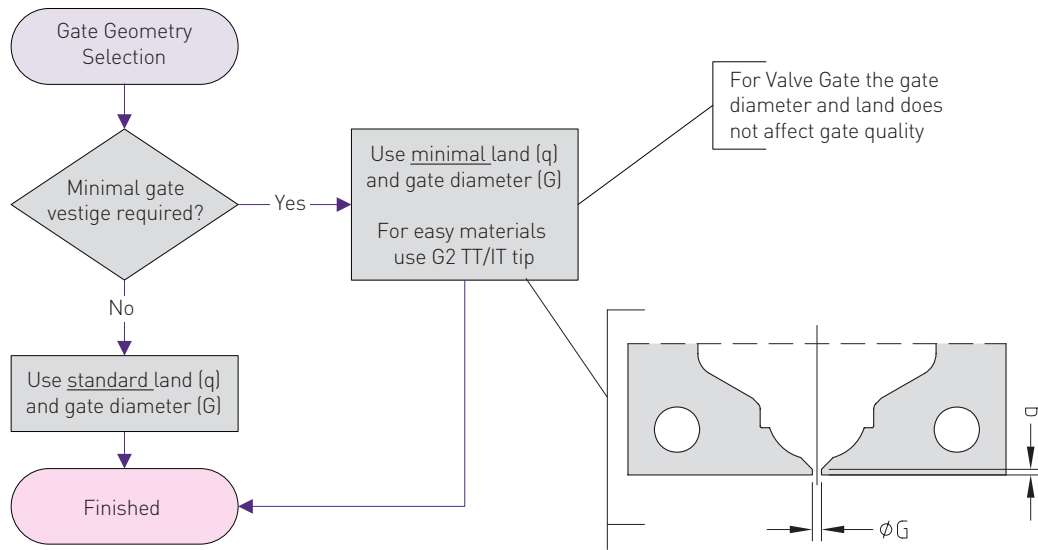 Gate Geometry
Selection
Minimal gate
vestige required?
Yes
Use minimal land (q)
and gate diameter (G)
For easy materials
use G2 TT/IT tip
For Valve Gate the gate
diameter and land does
not affect gate quality
No
Use standard land (q)
and gate diameter (G)
Finished
q
ϕG